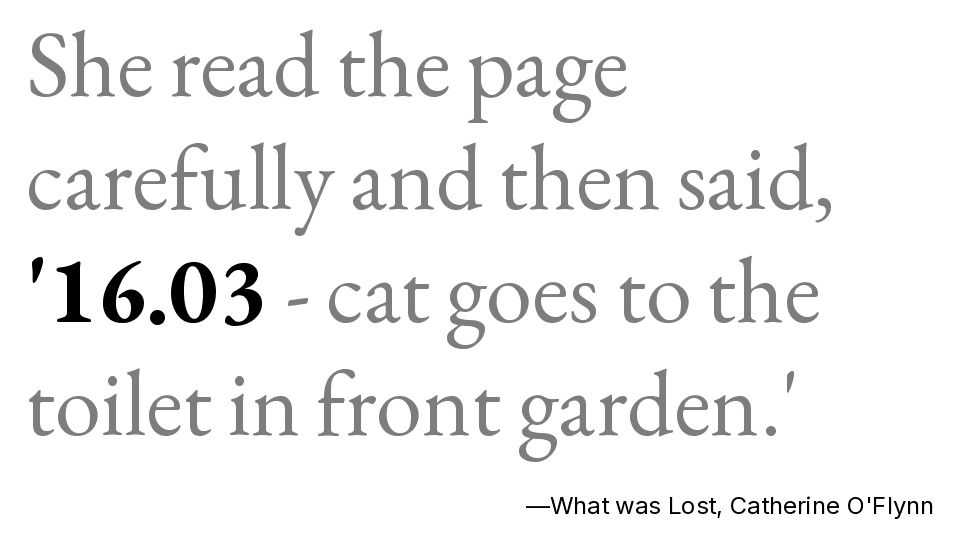 She read the page
carefully and then said,
'16.03 - cat goes to the
toilet in front garden.'
—What was Lost, Catherine O'Flynn